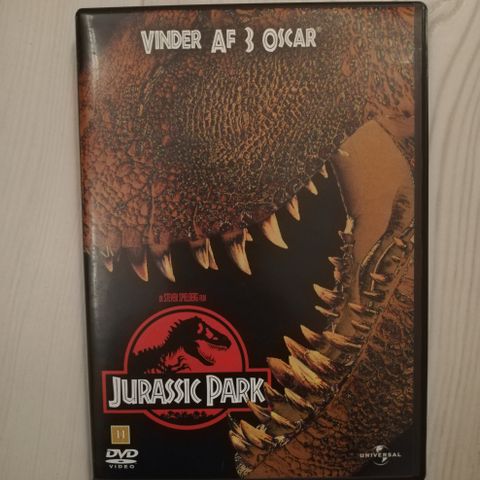 VINDER AF 3 OSCAR
EN STEVEN SPIELBERG FILM
JURASSIC PARK
11
DVD
VIDEO
UNIVERSAL